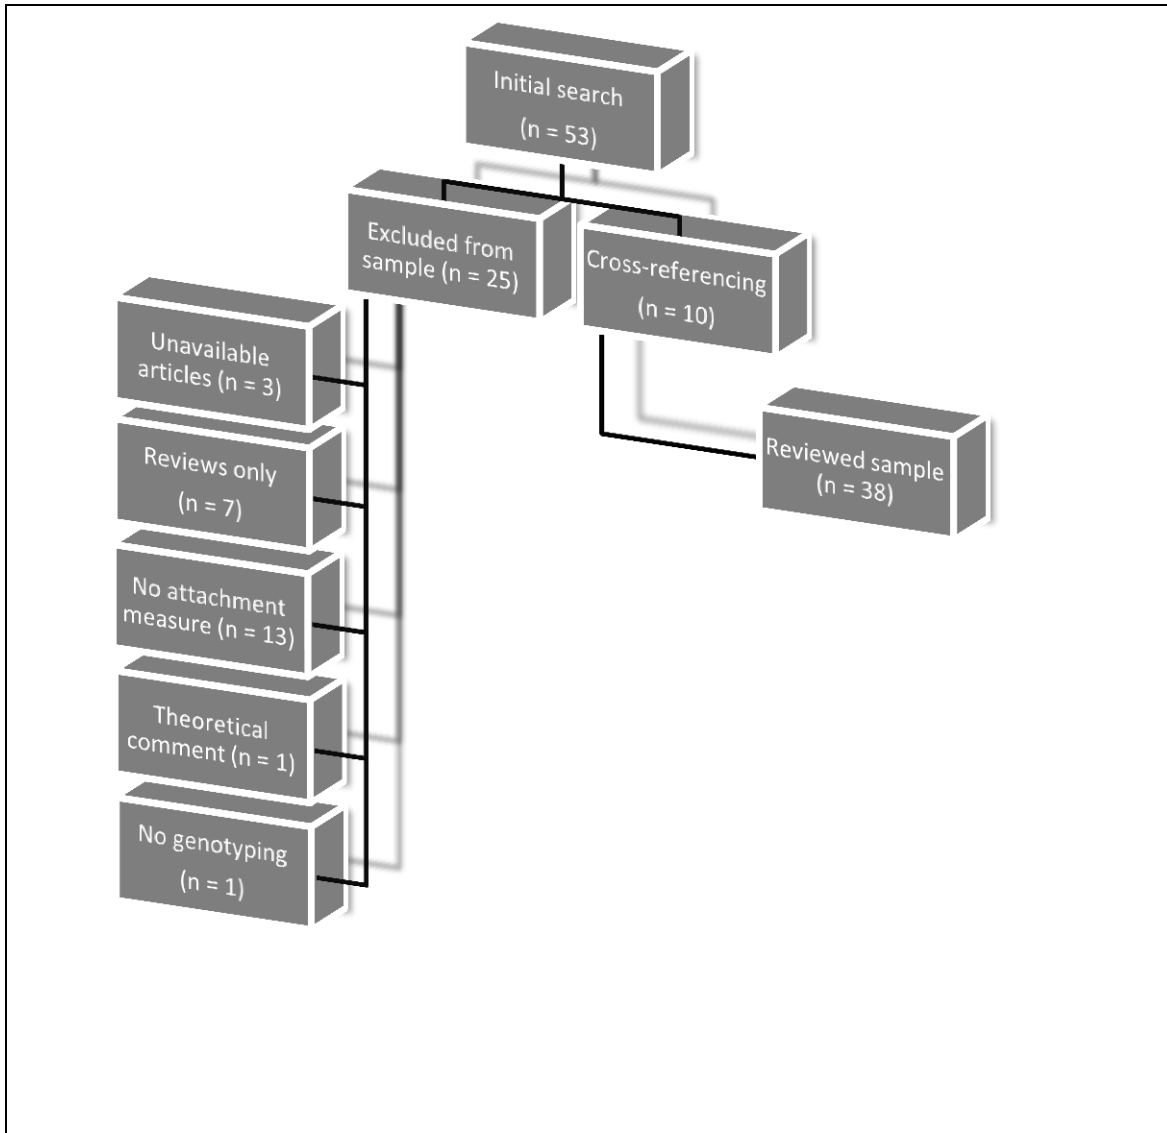 Initial search
(n = 53)
Excluded from
sample (n = 25)
Cross-referencing
(n = 10)
Unavailable
articles (n = 3)
Reviews only
(n = 7)
No attachment
measure (n = 13)
Theoretical
comment (n = 1)
No genotyping
(n = 1)
Reviewed sample
(n = 38)